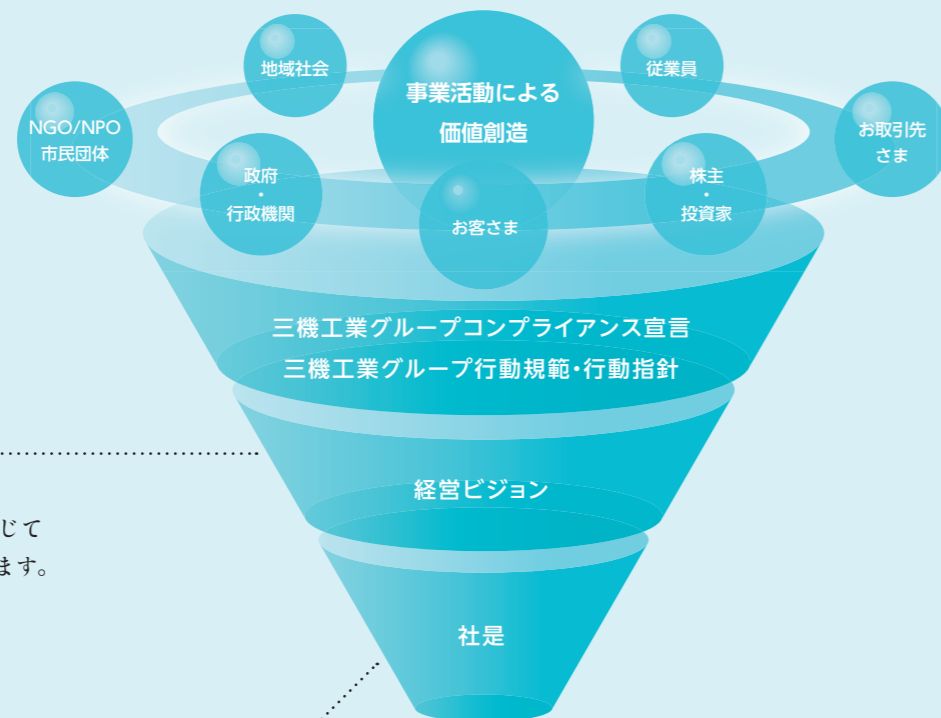 地域社会
事業活動による
価値創造
従業員
NGO/NPO
市民団体
お取引先
さま
政府
・
行政機関
株主
・
投資家
お客さま
三機工業グループコンプライアンス宣言
三機工業グループ行動規範・行動指針
経営ビジョン
じて
ます。
社是